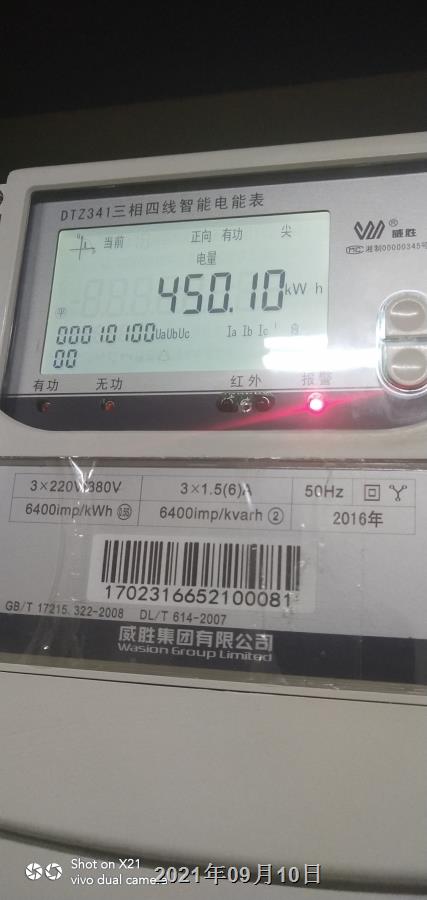 DTZ341三相四线智能电能表
当前 正向 有功 尖
电量
450.10 kW h
平
00010100 UaUbUc Ia Ib Ic
00
威胜®
MC 湘制00000345号
有功 无功 红外 报警
3×220V/380V 3×1.5(6)A 50Hz
6400imp/kWh 6400imp/kvarh ② 2016年
1702316652100081
GB/T 17215.322-2008 DL/T 614-2007
威胜集团有限公司
Wasion Group Limited
Shot on X21
vivo dual camera
2021年09月10日